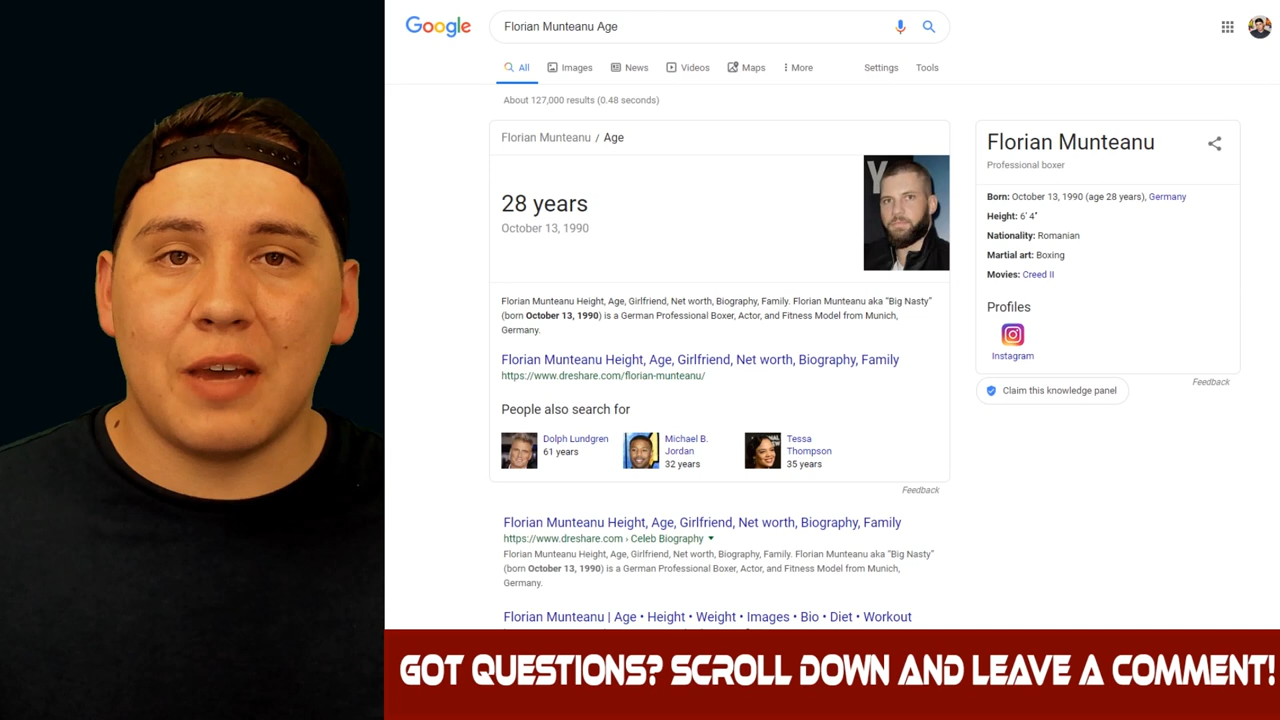 Google
Florian Munteanu Age
All
Images
News
Videos
Maps
More
Settings
Tools
About 127,000 results (0.48 seconds)
Florian Munteanu / Age
28 years
October 13, 1990
Y
Florian Munteanu Height, Age, Girlfriend, Net worth, Biography, Family. Florian Munteanu aka “Big Nasty”
(born October 13, 1990) is a German Professional Boxer, Actor, and Fitness Model from Munich,
Germany.
Florian Munteanu Height, Age, Girlfriend, Net worth, Biography, Family
https://www.dreshare.com/florian-munteanu/
People also search for
Dolph Lundgren
61 years
Michael B.
Jordan
32 years
Tessa
Thompson
35 years
Feedback
Florian Munteanu Height, Age, Girlfriend, Net worth, Biography, Family
https://www.dreshare.com › Celeb Biography
Florian Munteanu Height, Age, Girlfriend, Net worth, Biography, Family. Florian Munteanu aka “Big Nasty”
(born October 13, 1990) is a German Professional Boxer, Actor, and Fitness Model from Munich,
Germany.
Florian Munteanu | Age • Height • Weight • Images • Bio • Diet • Workout
Florian Munteanu
Professional boxer
Born: October 13, 1990 (age 28 years), Germany
Height: 6′ 4″
Nationality: Romanian
Martial art: Boxing
Movies: Creed II
Profiles
Instagram
Feedback
Claim this knowledge panel
GOT QUESTIONS? SCROLL DOWN AND LEAVE A COMMENT!